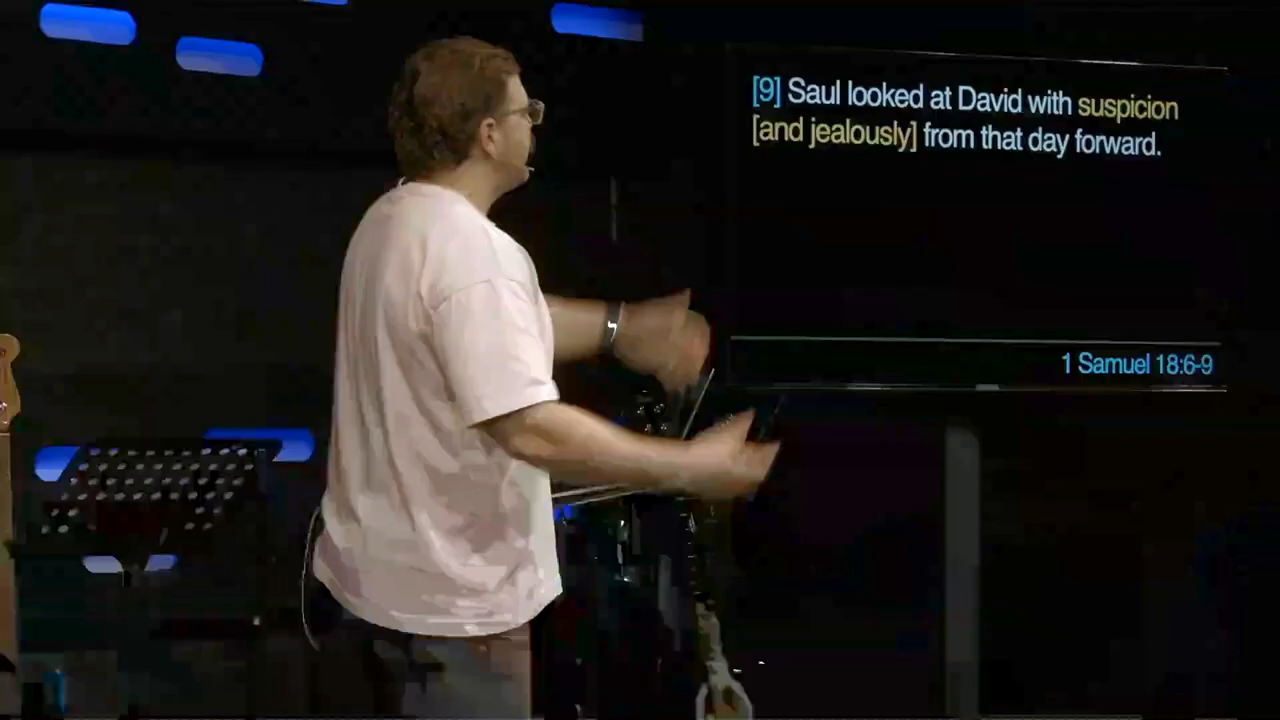 [9] Saul looked at David with suspicion
[and jealously] from that day forward.
1 Samuel 18:6-9